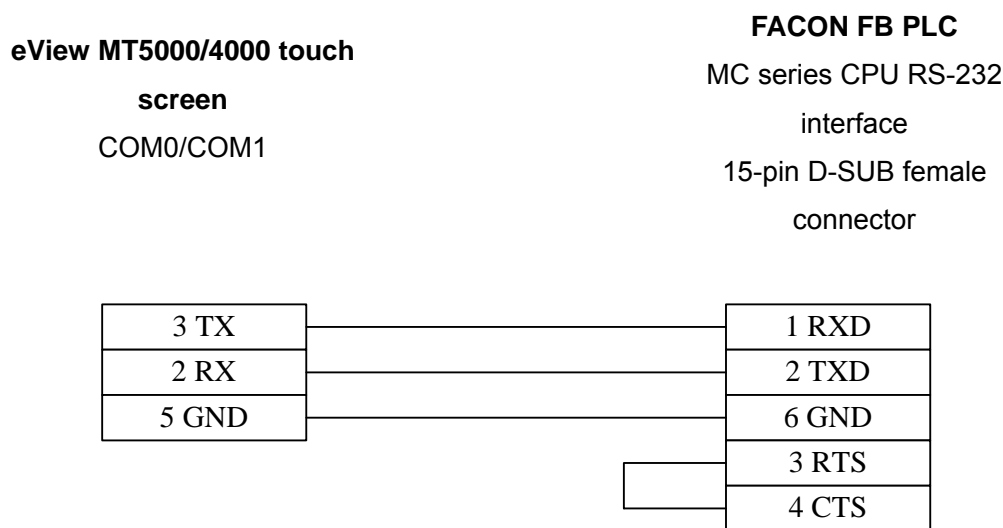 eView MT5000/4000 touch
screen
COM0/COM1
FACON FB PLC
MC series CPU RS-232
interface
15-pin D-SUB female
connector
3 TX
2 RX
5 GND
1 RXD
2 TXD
6 GND
3 RTS
4 CTS